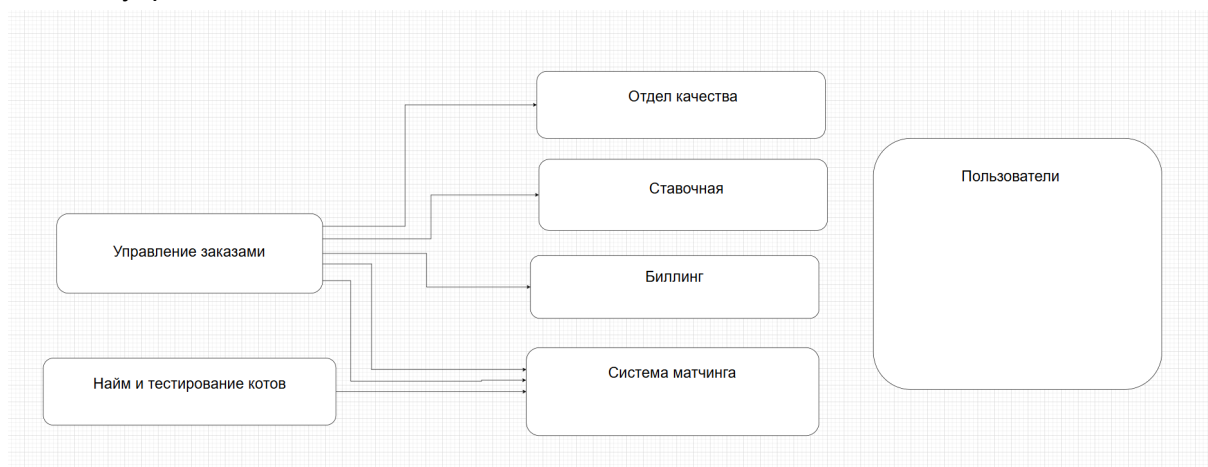 Отдел качества
Ставочная
Пользователи
Управление заказами
Биллинг
Найм и тестирование котов
Система матчинга